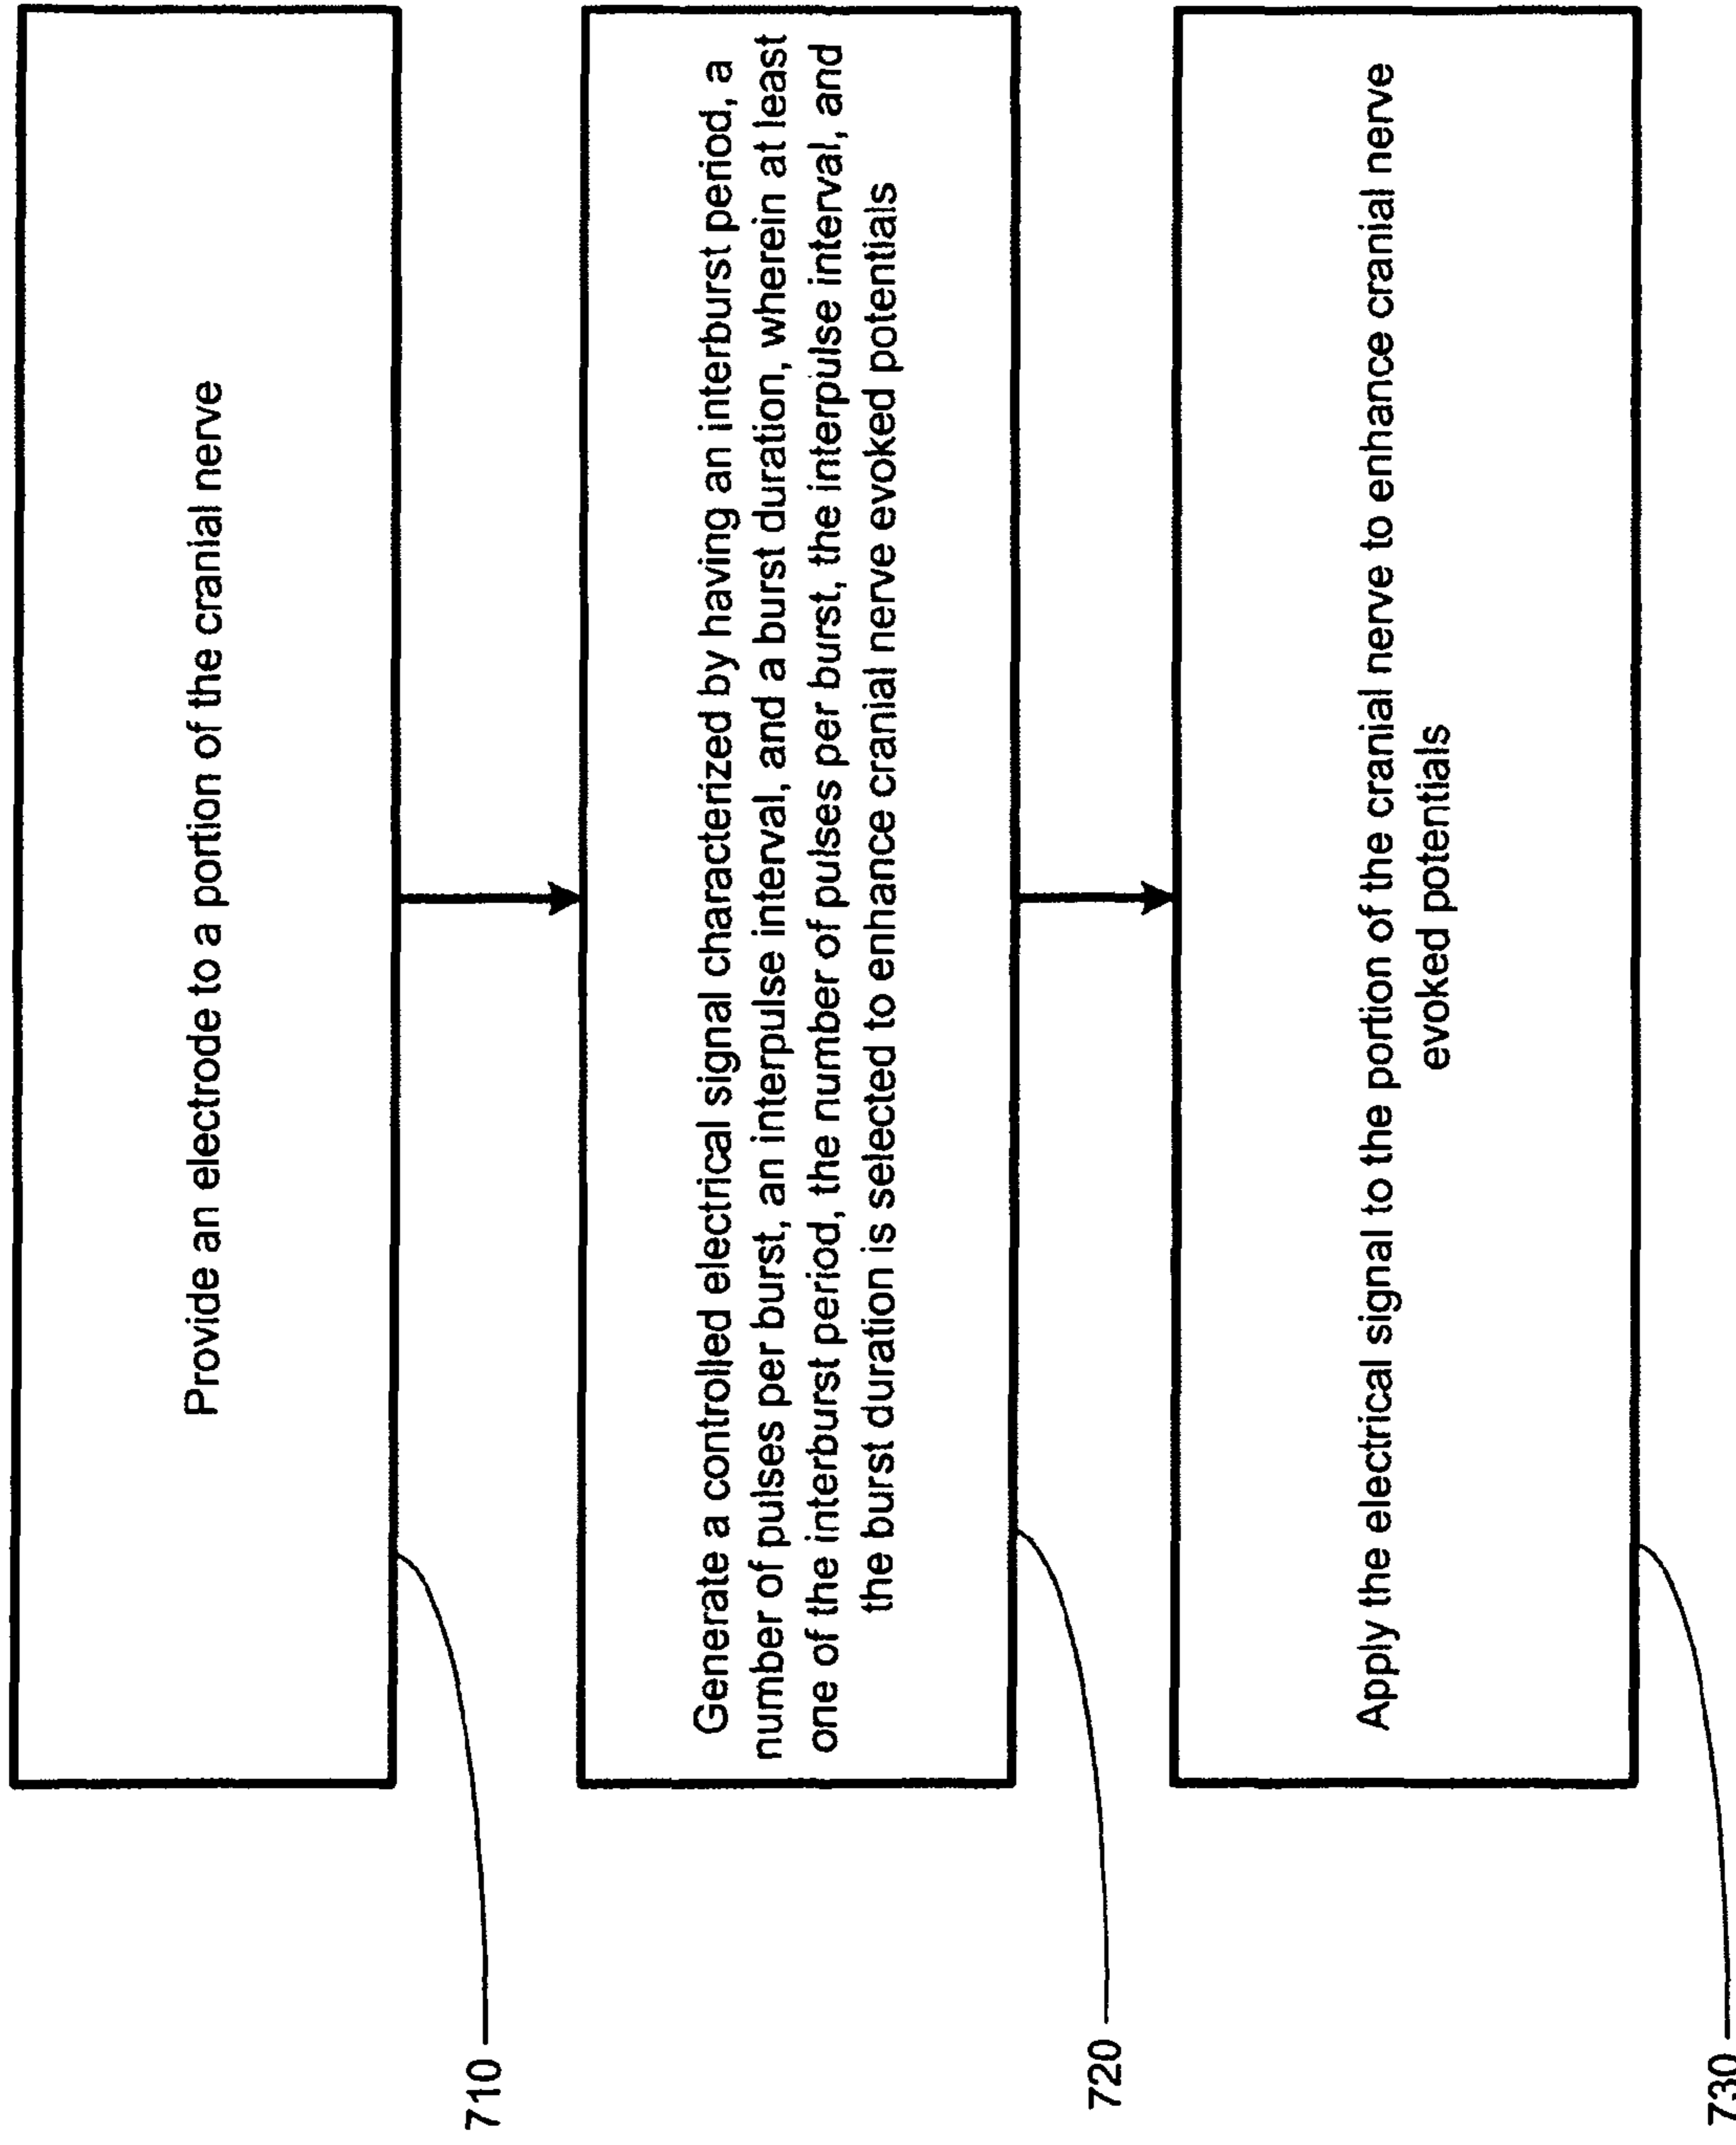 Provide an electrode to a portion of the cranial nerve
710
Generate a controlled electrical signal characterized by having an interburst period, a
number of pulses per burst, an interpulse interval, and a burst duration, wherein at least
one of the interburst period, the number of pulses per burst, the interpulse interval, and
the burst duration is selected to enhance cranial nerve evoked potentials
720
Apply the electrical signal to the portion of the cranial nerve to enhance cranial nerve
evoked potentials
730